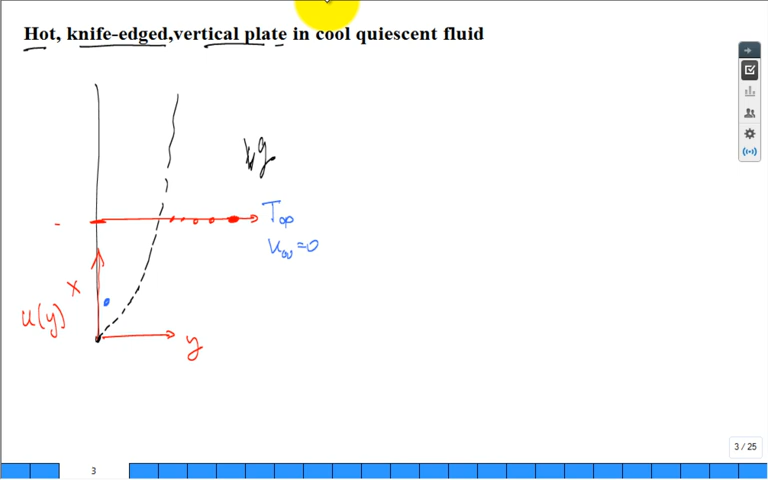 Hot, knife-edged,vertical plate in cool quiescent fluid
g
T∞
u∞=0
x
u(y)
y
3 / 25
3